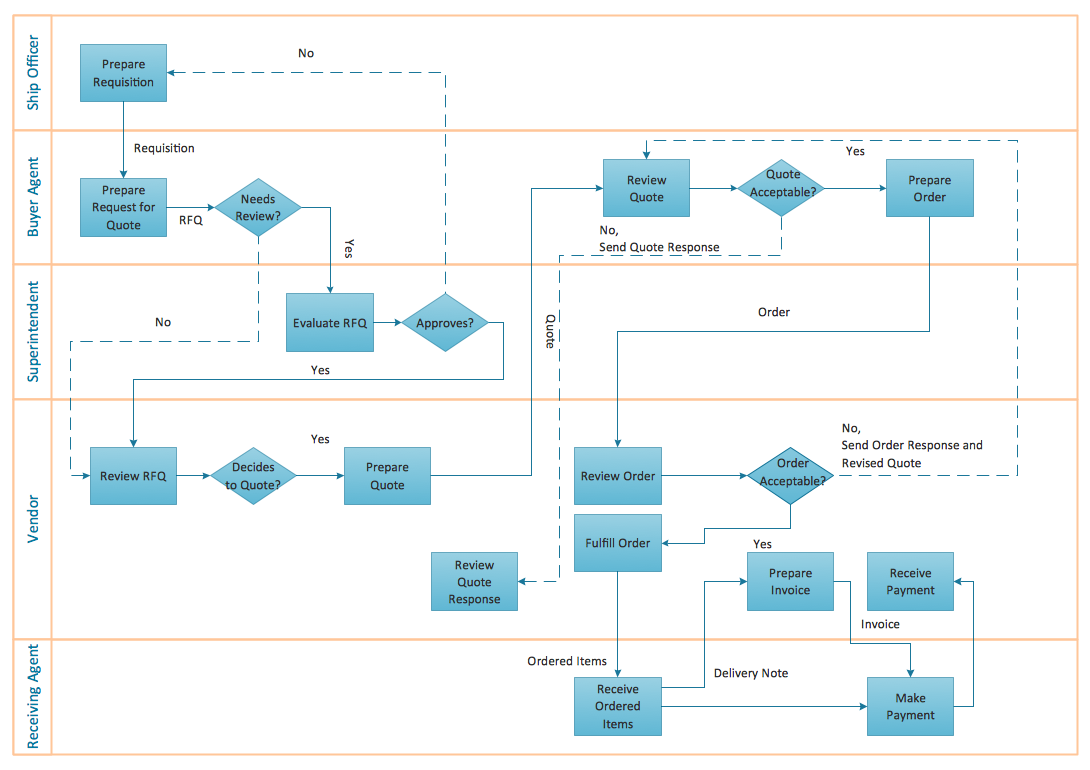 Ship Officer
Prepare
Requisition
No
Requisition
Buyer Agent
Prepare
Request for
Quote
RFQ
Needs
Review?
Yes
Review
Quote
Quote
Acceptable?
Yes
Prepare
Order
No,
Send Quote Response
Superintendent
No
Evaluate RFQ
Approves?
Yes
Quote
Order
Vendor
Review RFQ
Decides
to Quote?
Yes
Prepare
Quote
Review Order
Order
Acceptable?
No,
Send Order Response and
Revised Quote
Fulfill Order
Yes
Review
Quote
Response
Prepare
Invoice
Receive
Payment
Invoice
Receiving Agent
Ordered Items
Receive
Ordered
Items
Delivery Note
Make
Payment